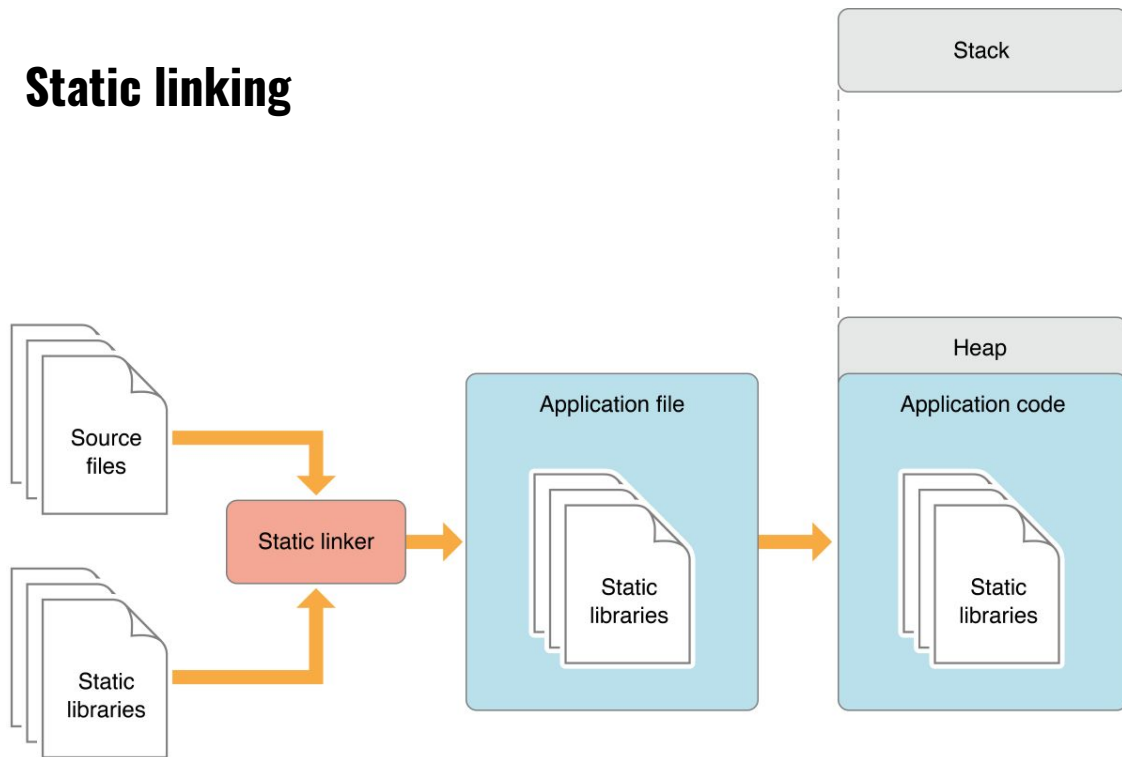 Static linking
Stack
Heap
Source
files
Static linker
Static
libraries
Application file
Static
libraries
Application code
Static
libraries